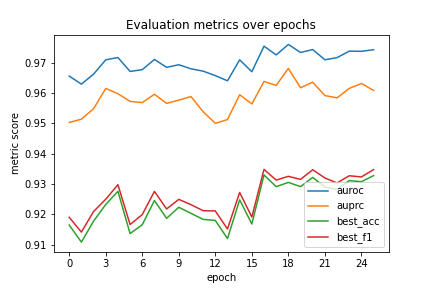 Evaluation metrics over epochs
metric score
0.97
0.96
0.95
0.94
0.93
0.92
0.91
0 3 6 9 12 15 18 21 24
epoch
auroc
auprc
best_acc
best_f1